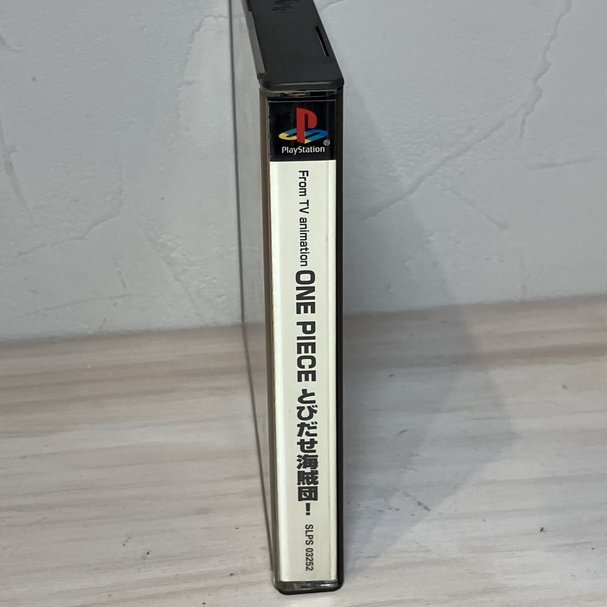 PlayStation
From TV animation ONE PIECE とびだせ海賊団! SLPS 03252